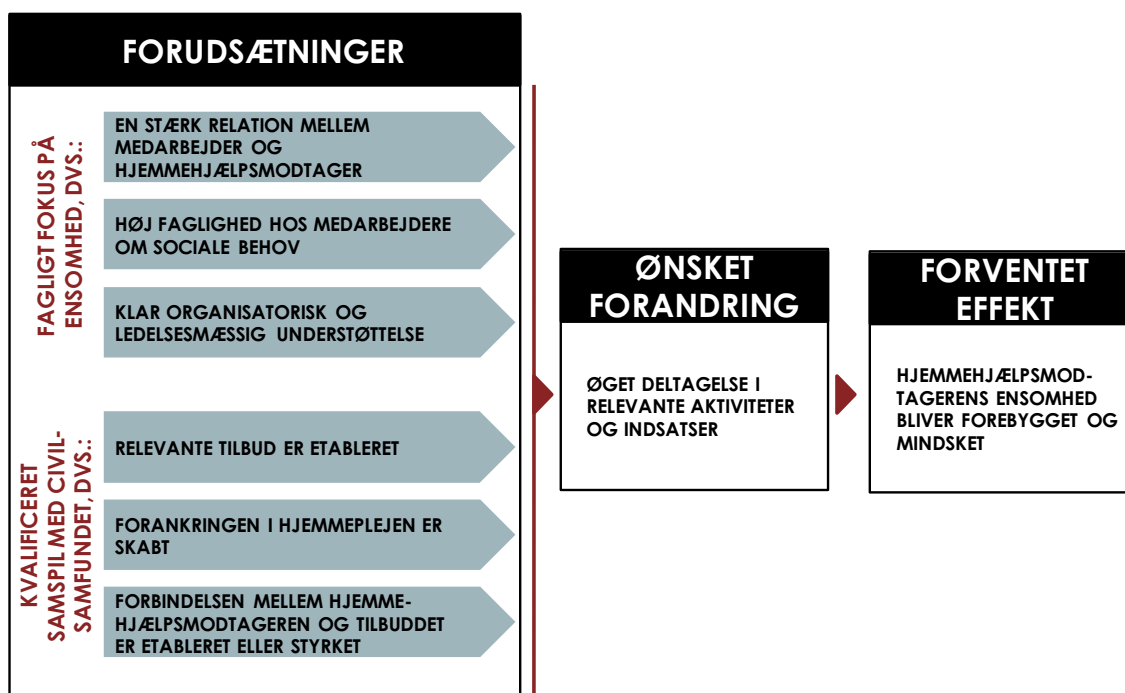 FORUDSÆTNINGER
FAGLIGT FOKUS PÅ
ENSOMHED, DVS.:
EN STÆRK RELATION MELLEM
MEDARBEJDER OG
HJEMMEHJÆLPSMODTAGER
HØJ FAGLIGHED HOS MEDARBEJDERE
OM SOCIALE BEHOV
KLAR ORGANISATORISK OG
LEDELSESMÆSSIG UNDERSTØTTELSE
KVALIFICERET
SAMSPIL MED CIVIL-
SAMFUNDET, DVS.:
RELEVANTE TILBUD ER ETABLERET
FORANKRINGEN I HJEMMEPLEJEN ER
SKABT
FORBINDELSEN MELLEM HJEMME-
HJÆLPSMODTAGEREN OG TILBUDDET
ER ETABLERET ELLER STYRKET
ØNSKET
FORANDRING
ØGET DELTAGELSE I
RELEVANTE AKTIVITETER
OG INDSATSER
FORVENTET
EFFEKT
HJEMMEHJÆLPSMOD-
TAGERENS ENSOMHED
BLIVER FOREBYGGET OG
MINDSKET